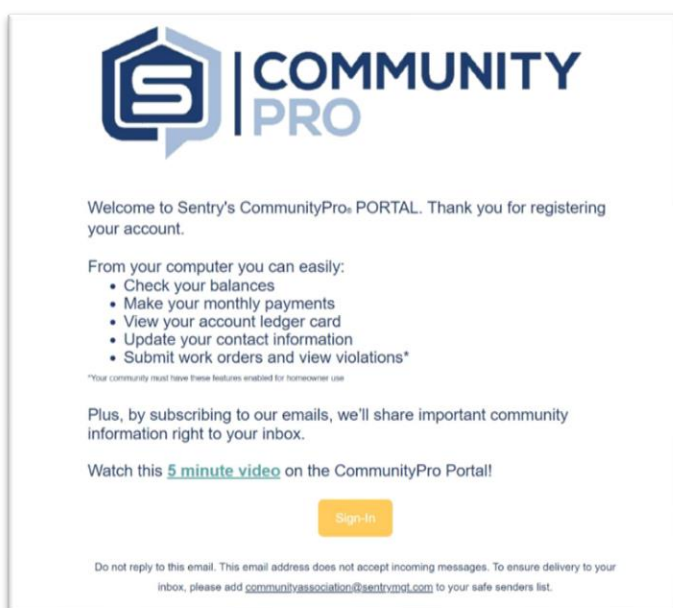 S
COMMUNITY
PRO
Welcome to Sentry's CommunityPro® PORTAL. Thank you for registering
your account.
From your computer you can easily:
• Check your balances
• Make your monthly payments
• View your account ledger card
• Update your contact information
• Submit work orders and view violations*
*Your community must have these features enabled for homeowner use
Plus, by subscribing to our emails, we'll share important community
information right to your inbox.
Watch this 5 minute video on the CommunityPro Portal!
Sign-In
Do not reply to this email. This email address does not accept incoming messages. To ensure delivery to your
inbox, please add communityassociation@sentrymgt.com to your safe senders list.